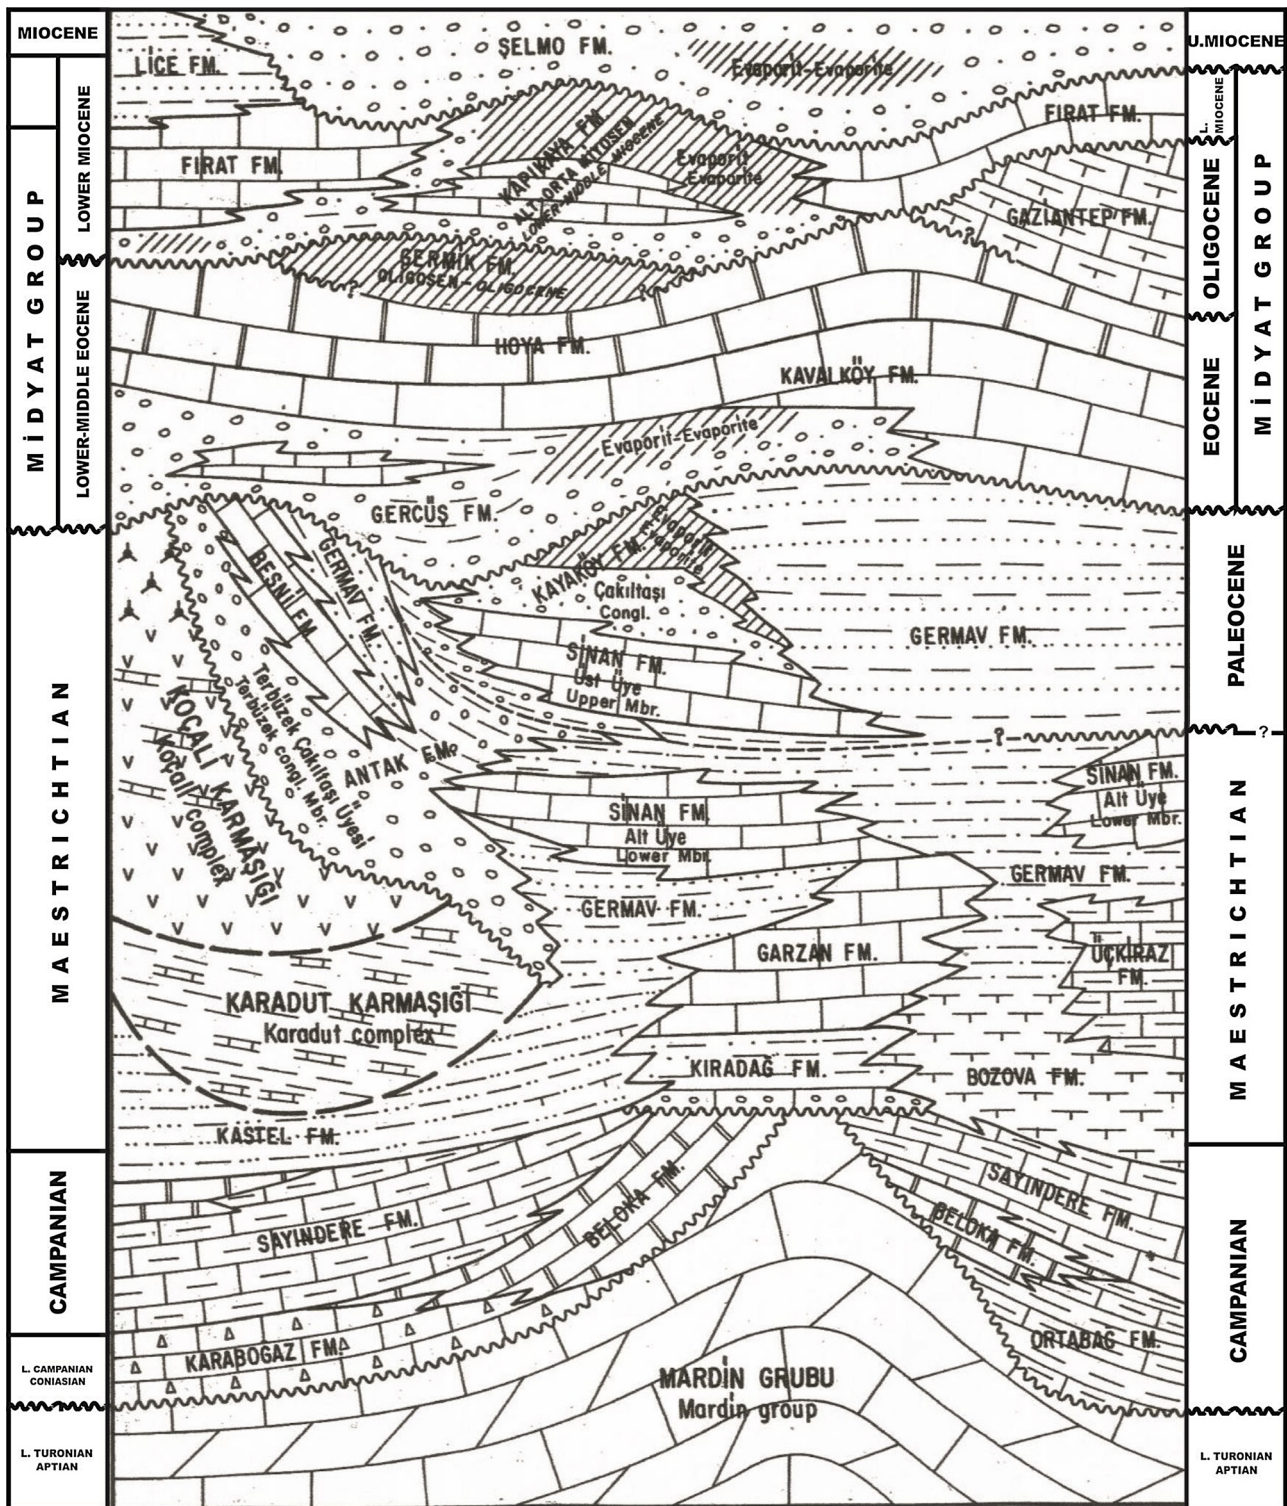 MIOCENE
LOWER MIOCENE
MİDYAT GROUP
LOWER-MIDDLE EOCENE
MAESTRICHTIAN
CAMPANIAN
L. CAMPANIAN
CONIASIAN
L. TURONIAN
APTIAN
LİCE FM.
ŞELMO FM.
Evaporit-Evaporite
FIRAT FM.
FIRAT FM.
KAPIKAYA FM.
ALT-ORTA MİYOSEN
LOWER-MIDDLE MIOCENE
Evaporit
Evaporite
GAZİANTEP FM.
?
GERMİK FM.
OLİGOSEN-OLIGOCENE
?
?
HOYA FM.
KAVALKÖY FM.
Evaporit-Evaporite
GERCÜŞ FM.
BESNİ FM.
GERMAV FM.
KAYAKÖY FM.
Evaporit
Evaporite
Çakıltaşı
Congl.
GERMAV FM.
SİNAN FM.
Üst Üye
Upper Mbr.
?
KOÇALİ KARMAŞIĞI
Koçali complex
Terbüzek Çakıltaşı Üyesi
Terbüzek congl. Mbr.
ANTAK FM.
SİNAN FM.
Alt Üye
Lower Mbr.
SİNAN FM.
Alt Üye
Lower Mbr.
GERMAV FM.
GERMAV FM.
GARZAN FM.
ÜÇKİRAZ
FM.
KARADUT KARMAŞIĞI
Karadut complex
KIRADAĞ FM.
BOZOVA FM.
KASTEL FM.
SAYINDERE FM.
BELOKA FM.
SAYINDERE FM.
BELOKA FM.
KARABOGAZ FM.
ORTABAĞ FM.
MARDİN GRUBU
Mardin group
U.MIOCENE
L. MIOCENE
OLIGOCENE
MİDYAT GROUP
EOCENE
PALEOCENE
?
MAESTRICHTIAN
CAMPANIAN
L. TURONIAN
APTIAN